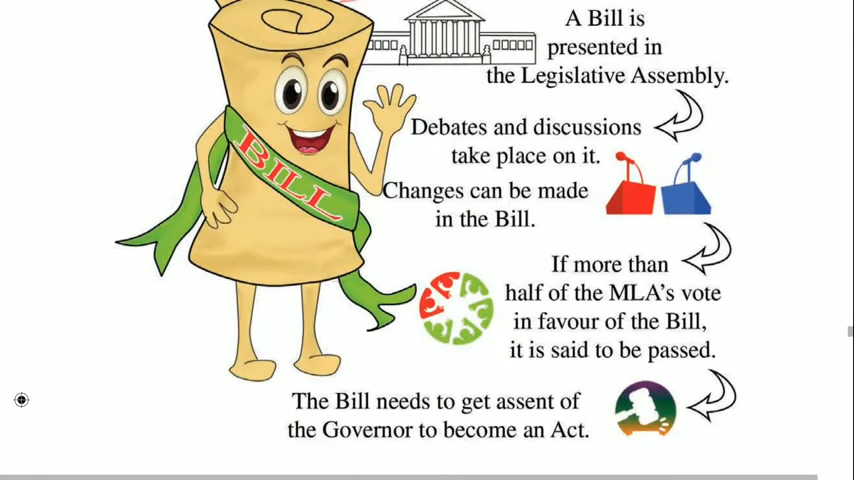 A Bill is
presented in
the Legislative Assembly.
Debates and discussions
take place on it.
Changes can be made
in the Bill.
BILL
If more than
half of the MLA's vote
in favour of the Bill,
it is said to be passed.
The Bill needs to get assent of
the Governor to become an Act.